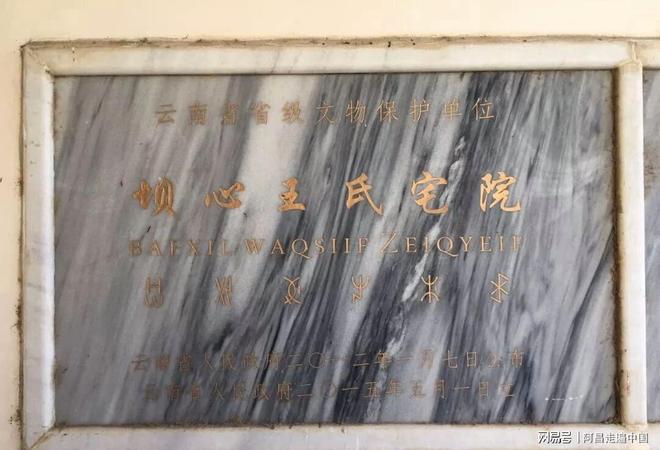 云南省省级文物保护单位
坝心王氏宅院
WAQSIIF ZEIQYEIF
云南省人民政府二〇一二年一月七日公布
云南省人民政府二〇一五年五月一日立
网易号 | 阿昌走遍中国